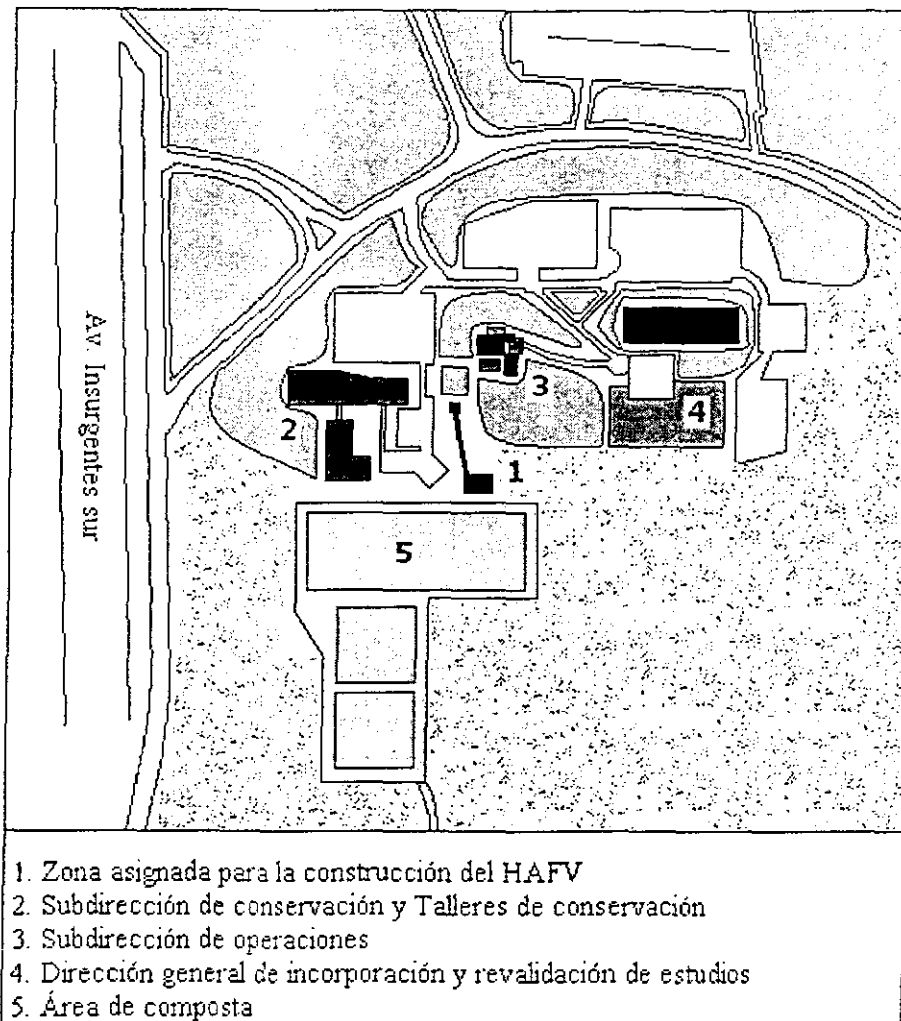 Av. Insurgentes sur
2
3
4
1
5
1. Zona asignada para la construcción del HAFV
2. Subdirección de conservación y Talleres de conservación
3. Subdirección de operaciones
4. Dirección general de incorporación y revalidación de estudios
5. Área de composta